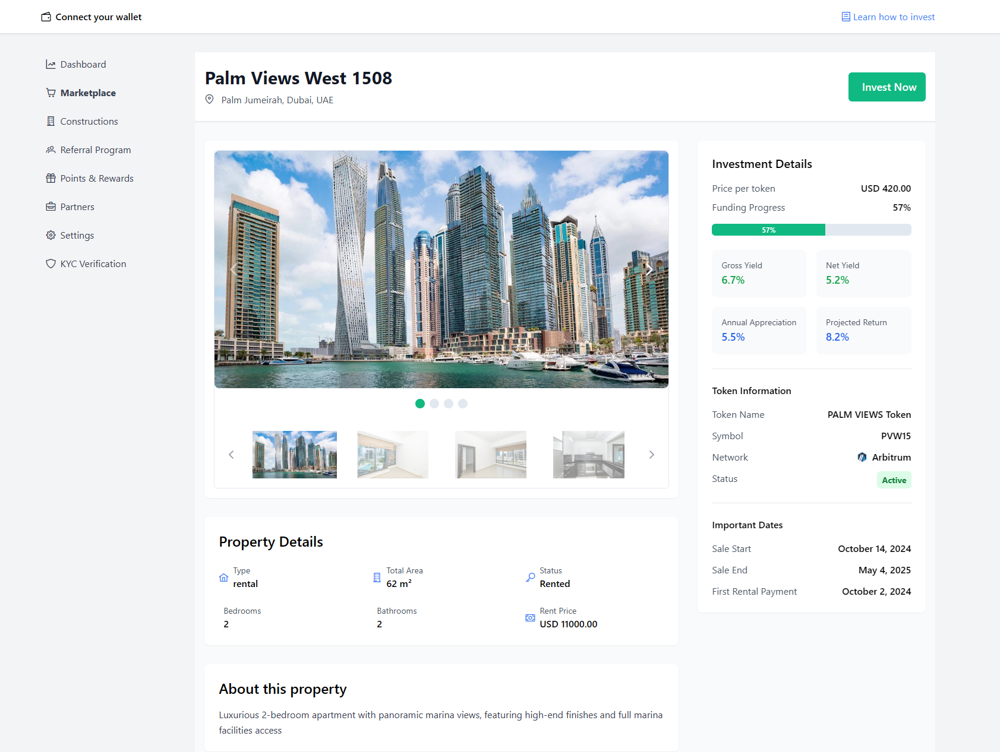 Connect your wallet
Learn how to invest
Dashboard
Marketplace
Constructions
Referral Program
Points & Rewards
Partners
Settings
KYC Verification
Palm Views West 1508
Palm Jumeirah, Dubai, UAE
Invest Now
Property Details
Type
rental
Total Area
62 m²
Status
Rented
Bedrooms
2
Bathrooms
2
Rent Price
USD 11000.00
About this property
Luxurious 2-bedroom apartment with panoramic marina views, featuring high-end finishes and full marina
facilities access
Investment Details
Price per token USD 420.00
Funding Progress 57%
57%
Gross Yield
6.7%
Net Yield
5.2%
Annual Appreciation
5.5%
Projected Return
8.2%
Token Information
Token Name PALM VIEWS Token
Symbol PVW15
Network Arbitrum
Status Active
Important Dates
Sale Start October 14, 2024
Sale End May 4, 2025
First Rental Payment October 2, 2024